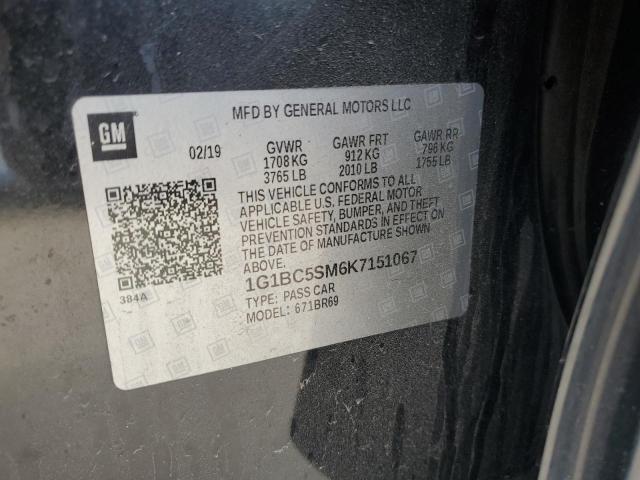 MFD BY GENERAL MOTORS LLC
GM
02/19 GVWR GAWR FRT GAWR RR
1708 KG 912 KG 796 KG
3765 LB 2010 LB 1755 LB
THIS VEHICLE CONFORMS TO ALL
APPLICABLE U.S. FEDERAL MOTOR
VEHICLE SAFETY, BUMPER, AND THEFT
PREVENTION STANDARDS IN EFFECT ON
THE DATE OF MANUFACTURE SHOWN
ABOVE.
1G1BC5SM6K7151067
384A
TYPE: PASS CAR
MODEL: 671BR69